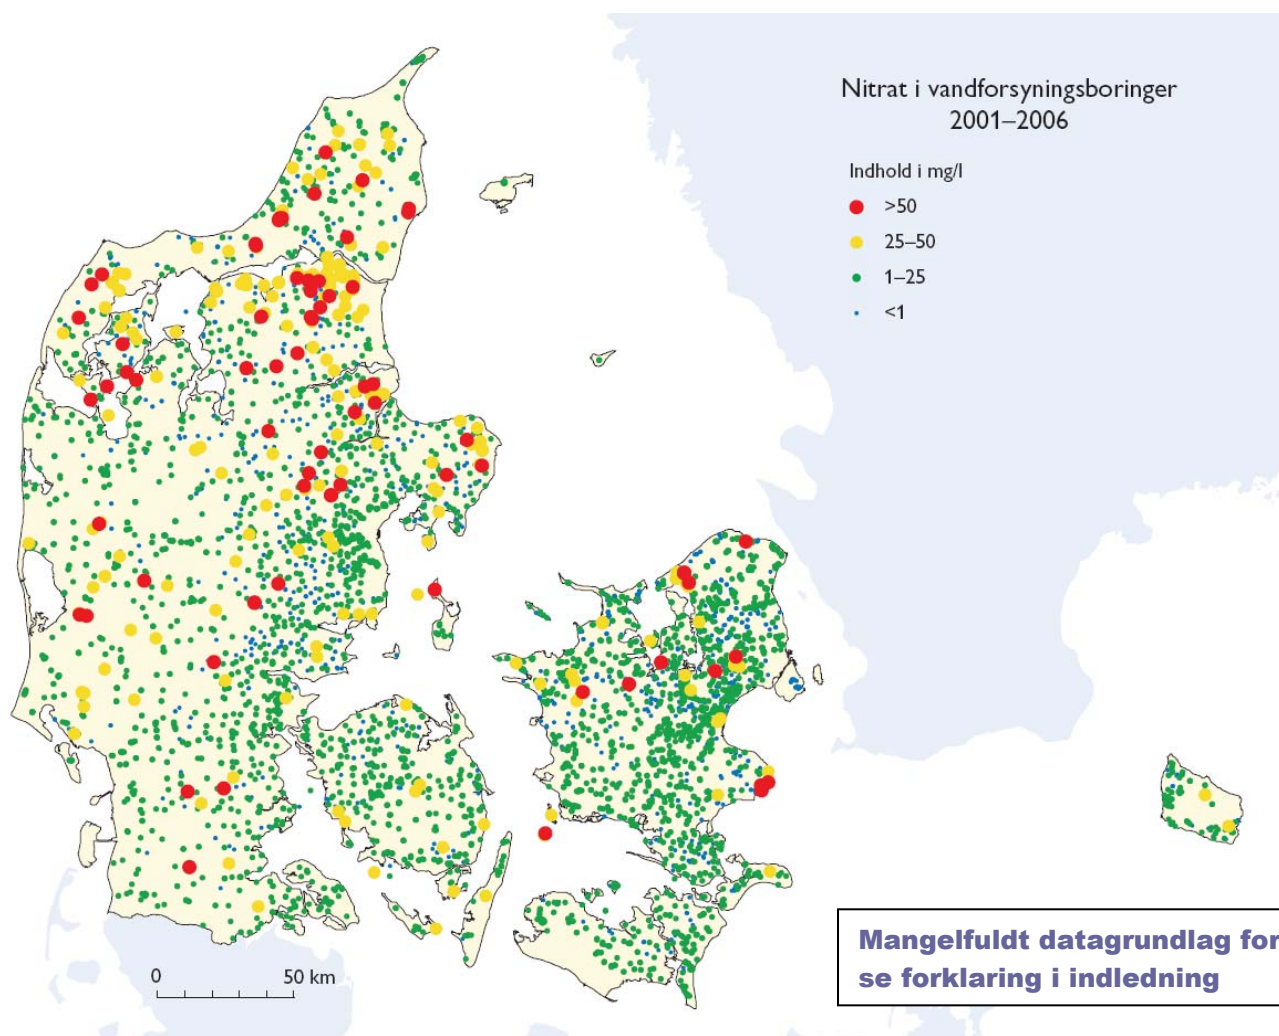 Nitrat i vandforsyningsboringer
2001–2006
Indhold i mg/l
>50
25–50
1–25
<1
0 50 km
Mangelfuldt datagrundlag for
se forklaring i indledning